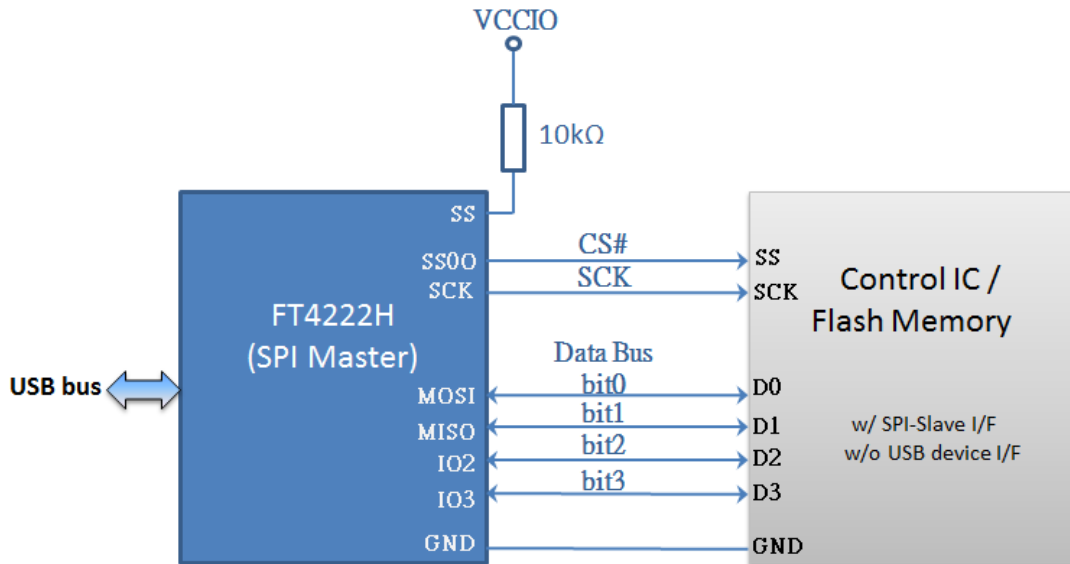 VCCIO
10kΩ
SS
SS0O
CS#
SS
SCK
SCK
SCK
FT4222H
(SPI Master)
Control IC /
Flash Memory
USB bus
Data Bus
MOSI
bit0
D0
MISO
bit1
D1
IO2
bit2
D2
IO3
bit3
D3
w/ SPI-Slave I/F
w/o USB device I/F
GND
GND